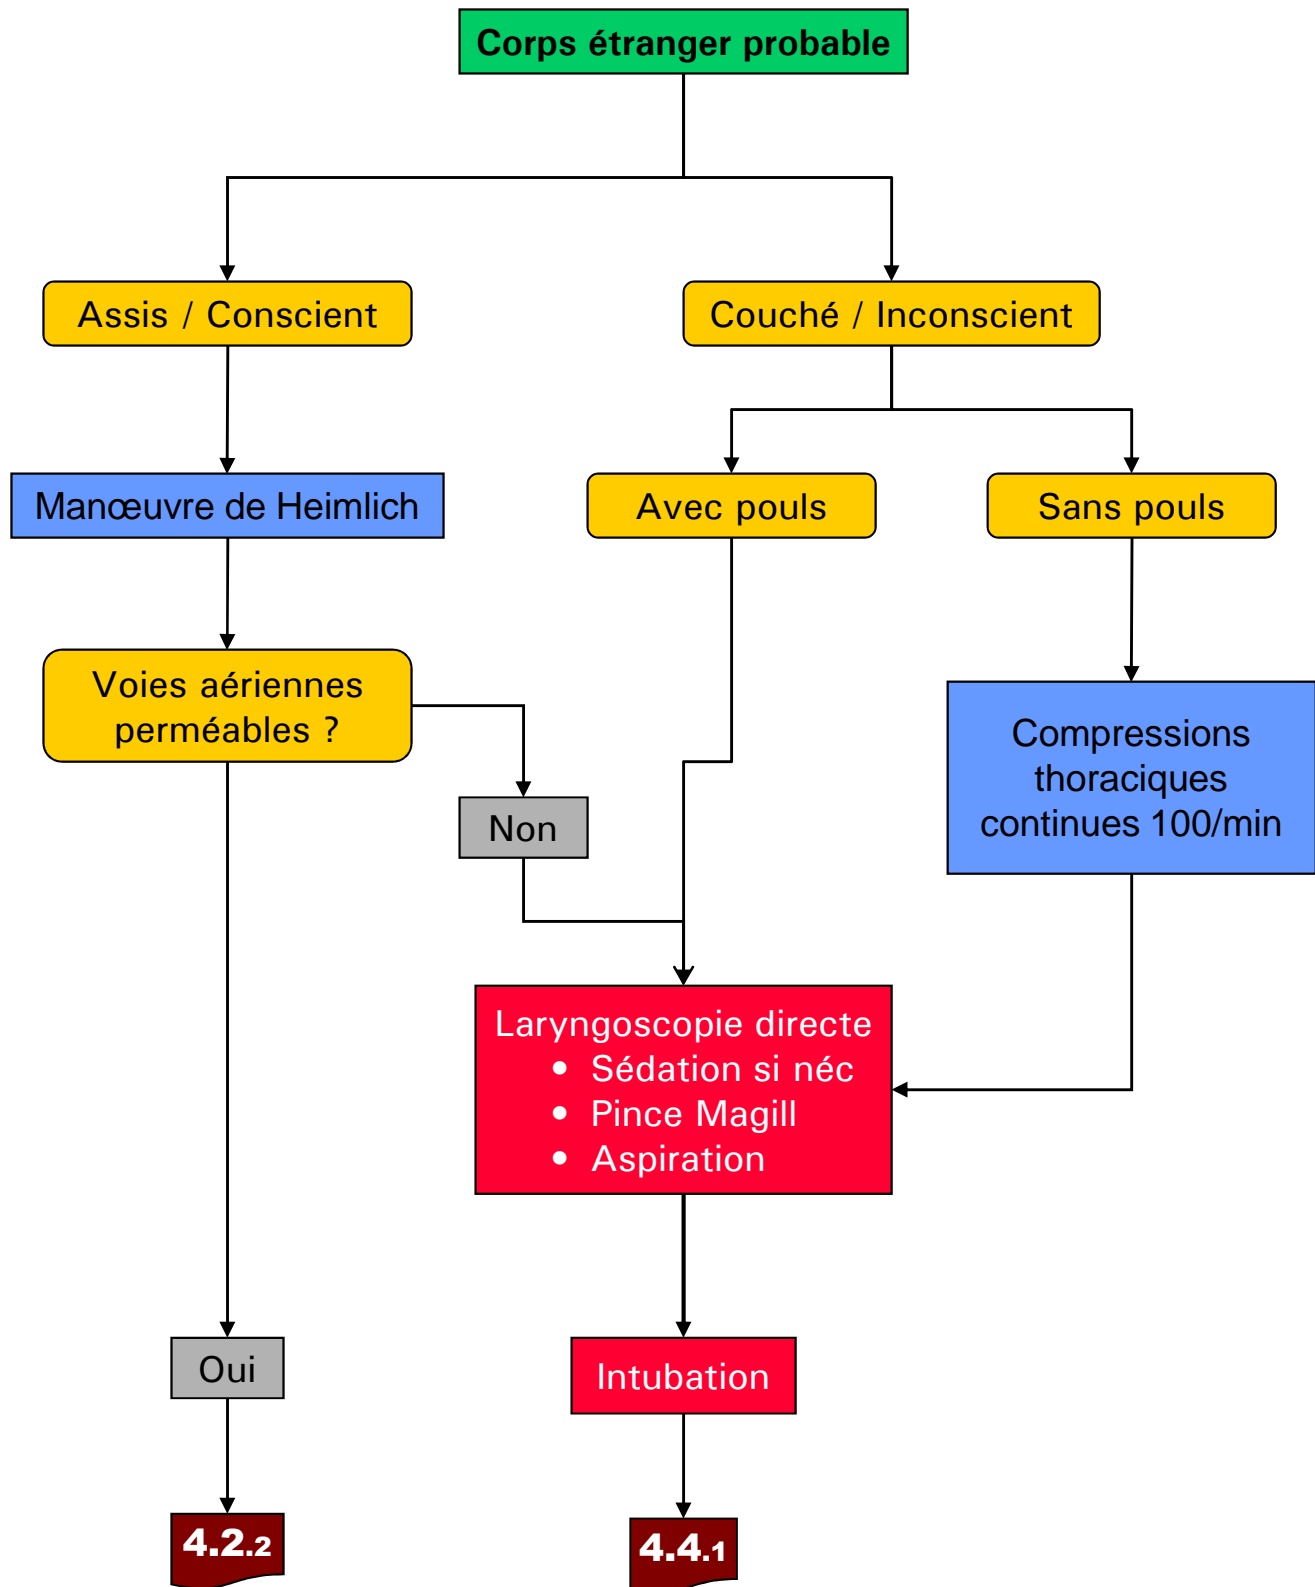 Corps étranger probable
Assis / Conscient
Couché / Inconscient
Manœuvre de Heimlich
Avec pouls
Sans pouls
Voies aériennes
perméables ?
Compressions
thoraciques
continues 100/min
Non
Laryngoscopie directe
• Sédation si néc
• Pince Magill
• Aspiration
Oui
Intubation
4.2.2
4.4.1